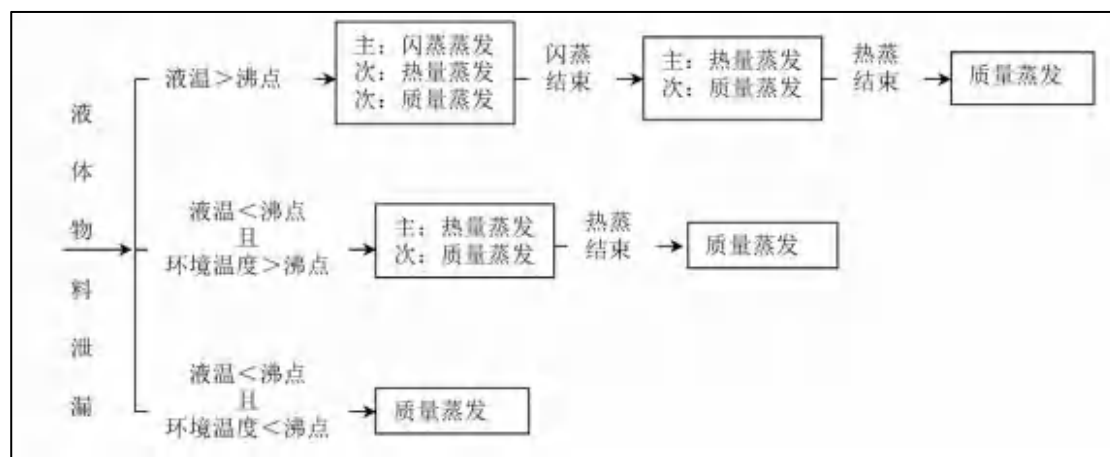 液体物料泄漏
液温＞沸点
主：闪蒸蒸发
次：热量蒸发
次：质量蒸发
闪蒸
结束
主：热量蒸发
次：质量蒸发
热蒸
结束
质量蒸发
液温＜沸点
且
环境温度＞沸点
主：热量蒸发
次：质量蒸发
热蒸
结束
质量蒸发
液温＜沸点
且
环境温度＜沸点
质量蒸发